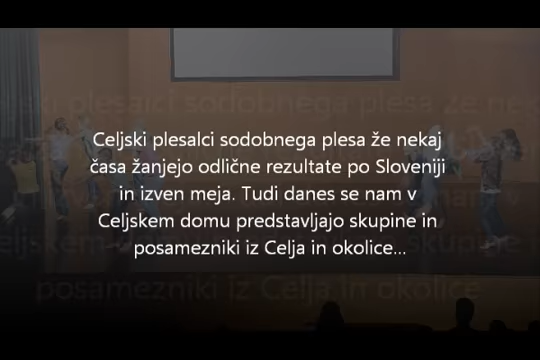 Celjski plesalci sodobnega plesa že nekaj
časa žanjejo odlične rezultate po Sloveniji
in izven meja. Tudi danes se nam v
Celjskem domu predstavljajo skupine in
posamezniki iz Celja in okolice...